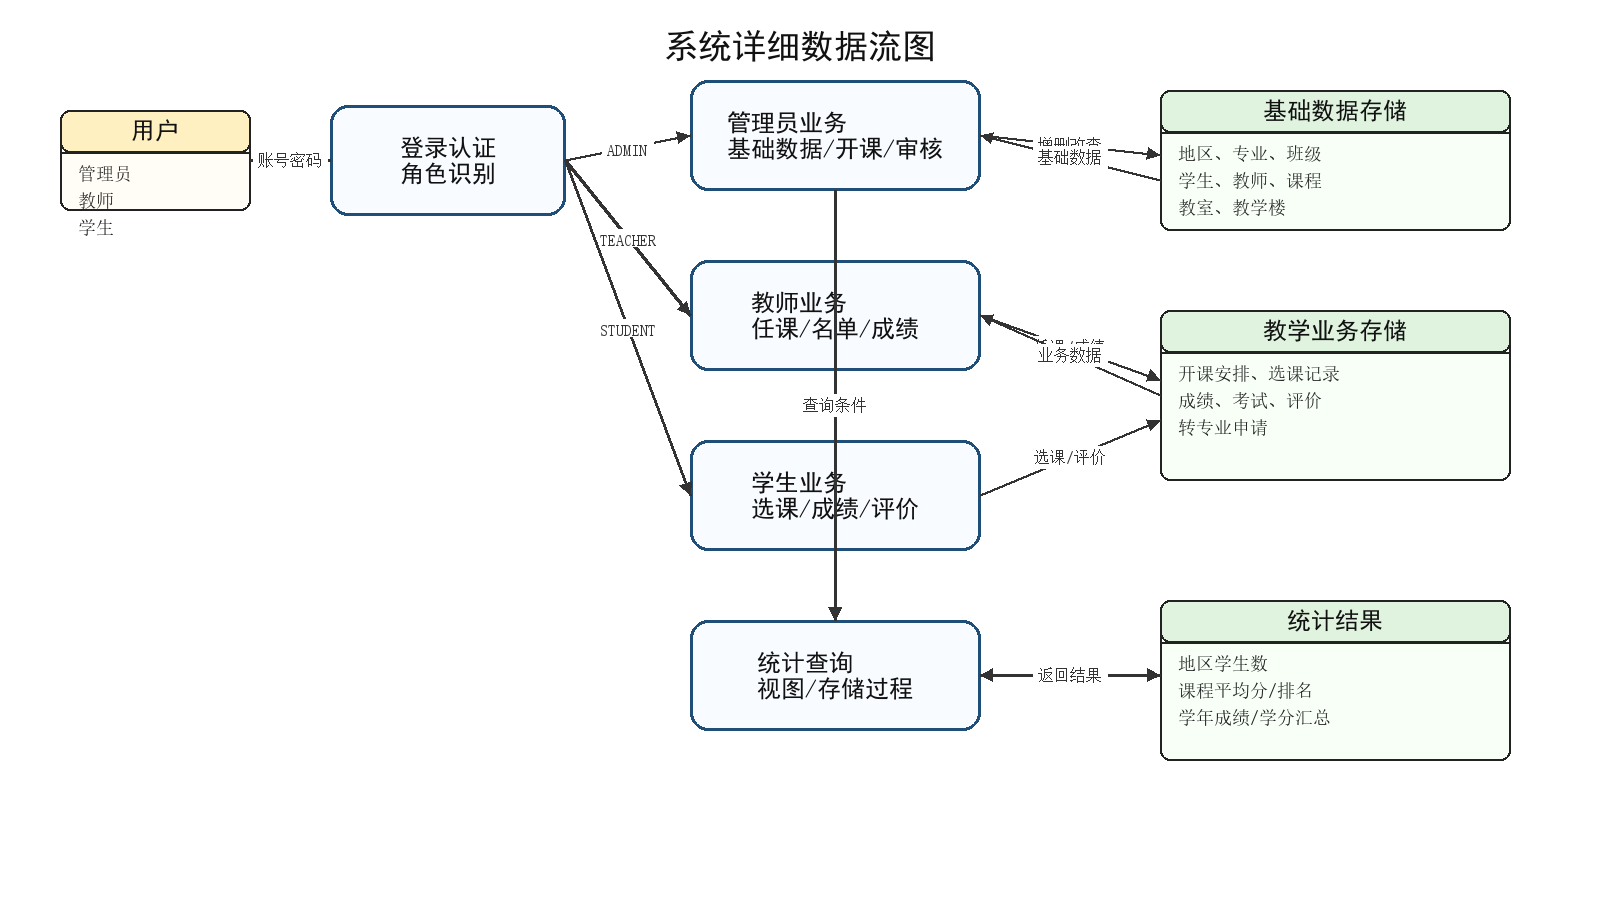 系统详细数据流图
用户
管理员
教师
学生
账号密码
登录认证
角色识别
ADMIN
TEACHER
STUDENT
管理员业务
基础数据/开课/审核
增删改查
基础数据
基础数据存储
地区、专业、班级
学生、教师、课程
教室、教学楼
教师业务
任课/名单/成绩
业务数据
教学业务存储
开课安排、选课记录
成绩、考试、评价
转专业申请
查询条件
学生业务
选课/成绩/评价
选课/评价
统计查询
视图/存储过程
返回结果
统计结果
地区学生数
课程平均分/排名
学年成绩/学分汇总